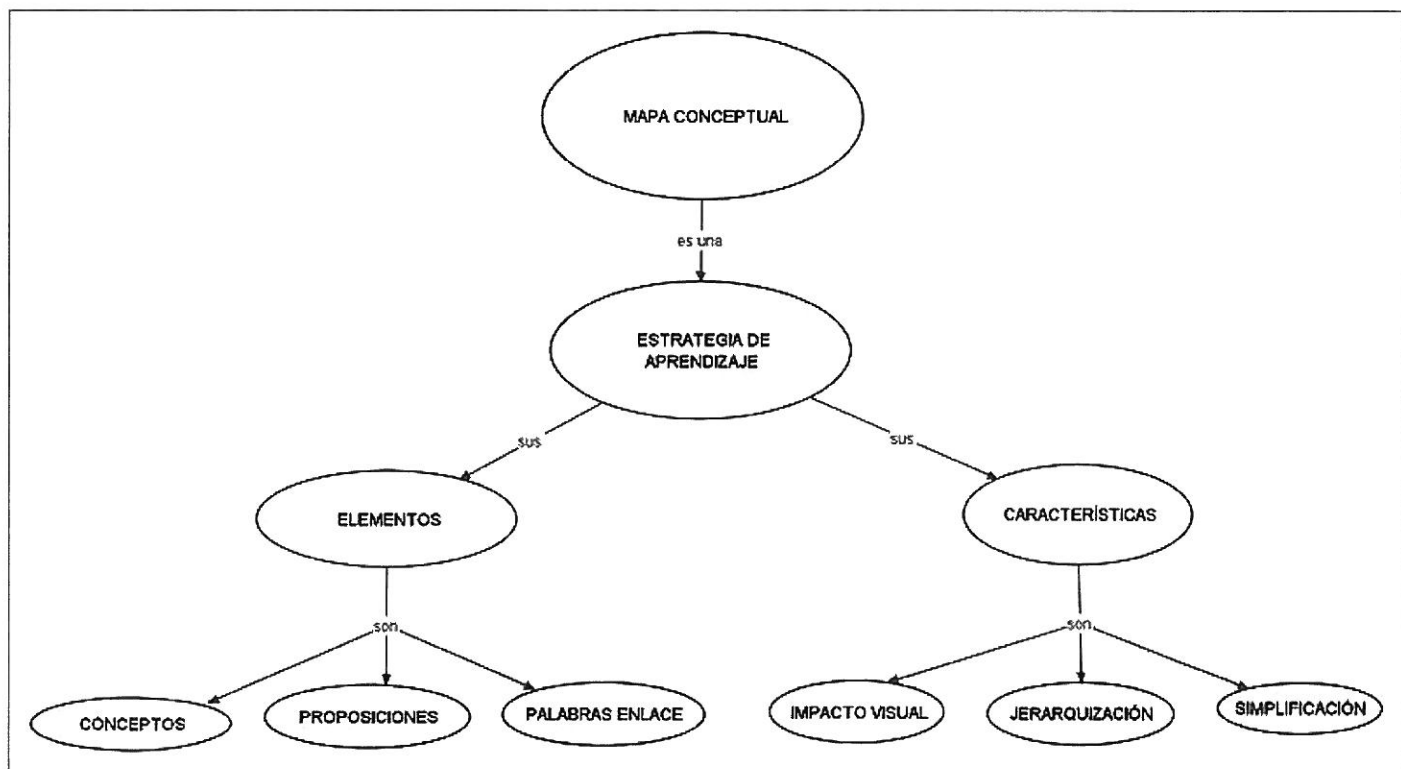 MAPA CONCEPTUAL
es una
ESTRATEGIA DE
APRENDIZAJE
sus
sus
ELEMENTOS
CARACTERÍSTICAS
son
son
CONCEPTOS
PROPOSICIONES
PALABRAS ENLACE
IMPACTO VISUAL
JERARQUIZACIÓN
SIMPLIFICACIÓN